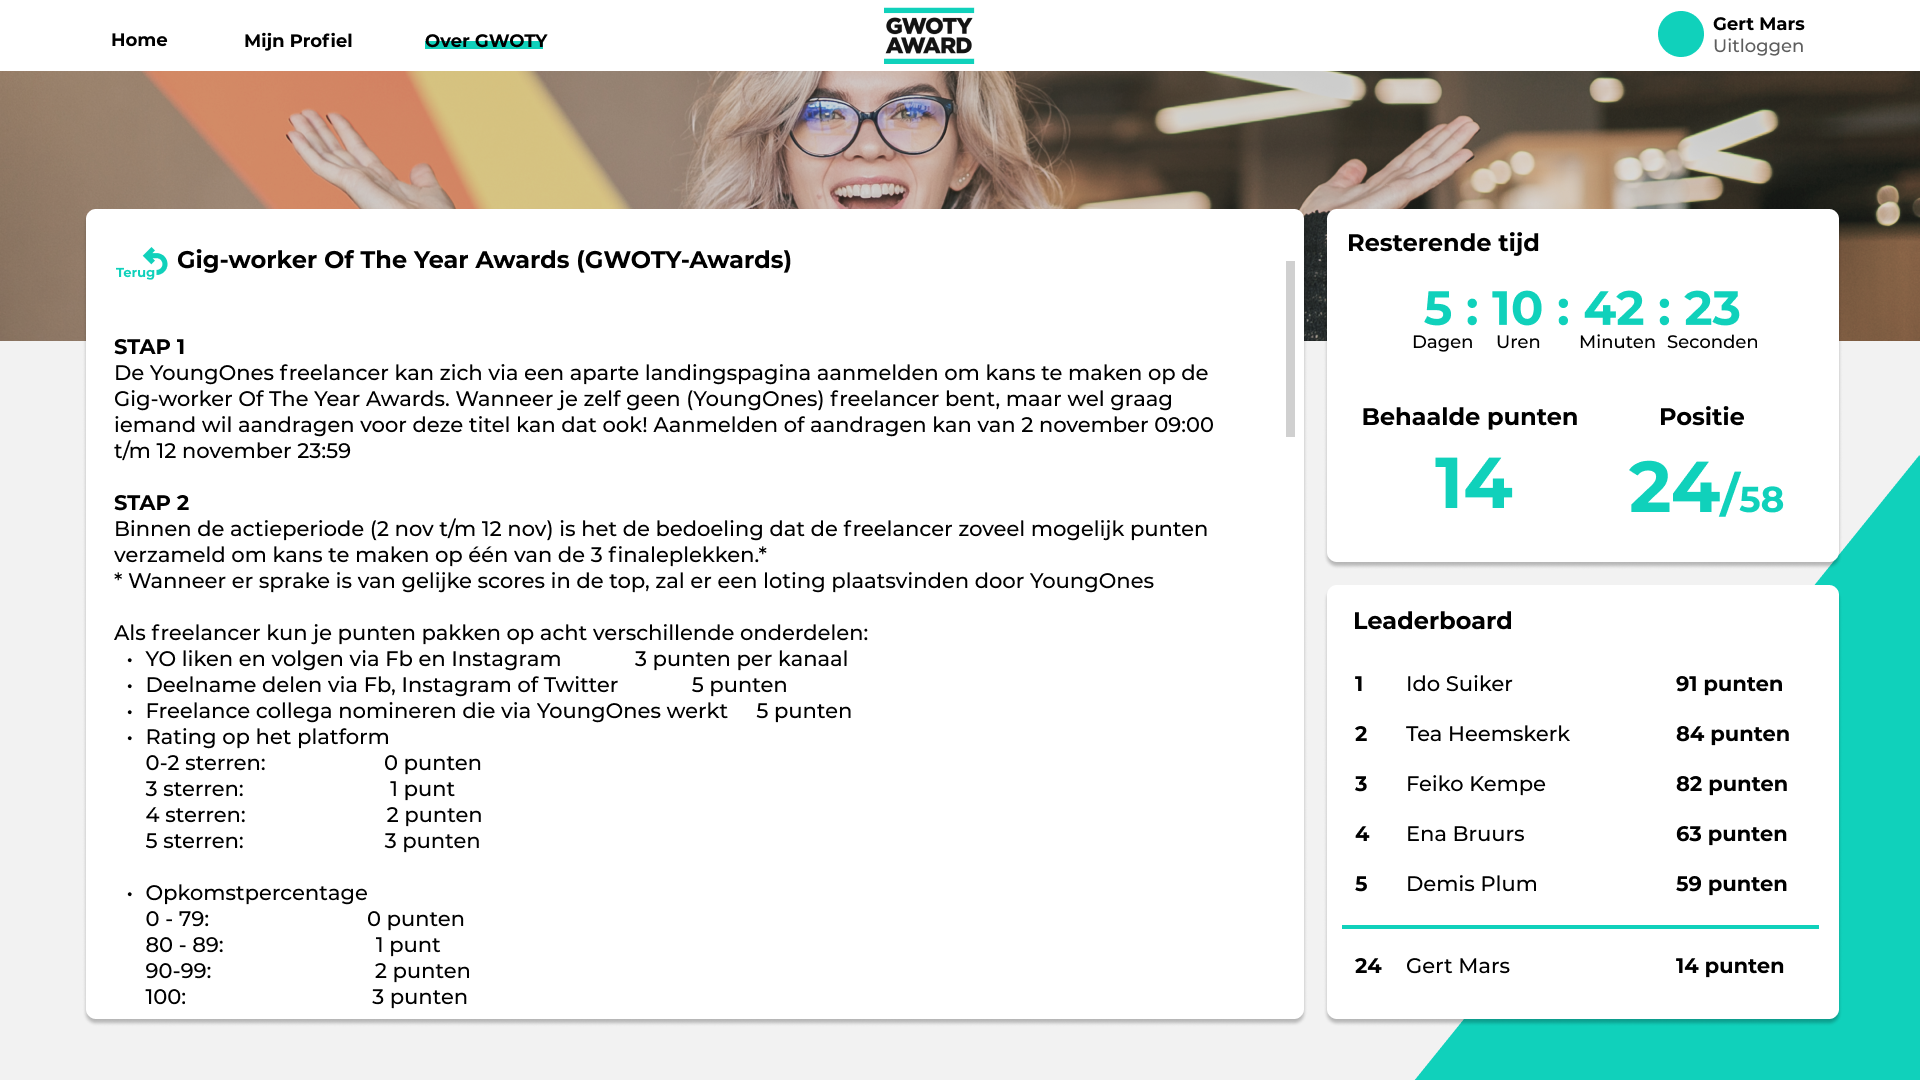 Home
Mijn Profiel
Over GWOTY
GWOTY
AWARD
Gert Mars
Uitloggen
Terug
Gig-worker Of The Year Awards (GWOTY-Awards)
STAP 1
De YoungOnes freelancer kan zich via een aparte landingspagina aanmelden om kans te maken op de
Gig-worker Of The Year Awards. Wanneer je zelf geen (YoungOnes) freelancer bent, maar wel graag
iemand wil aandragen voor deze titel kan dat ook! Aanmelden of aandragen kan van 2 november 09:00
t/m 12 november 23:59
STAP 2
Binnen de actieperiode (2 nov t/m 12 nov) is het de bedoeling dat de freelancer zoveel mogelijk punten
verzameld om kans te maken op één van de 3 finaleplekken.*
* Wanneer er sprake is van gelijke scores in de top, zal er een loting plaatsvinden door YoungOnes
Als freelancer kun je punten pakken op acht verschillende onderdelen:
• YO liken en volgen via Fb en Instagram 3 punten per kanaal
• Deelname delen via Fb, Instagram of Twitter 5 punten
• Freelance collega nomineren die via YoungOnes werkt 5 punten
• Rating op het platform
0-2 sterren: 0 punten
3 sterren: 1 punt
4 sterren: 2 punten
5 sterren: 3 punten
• Opkomstpercentage
0 - 79: 0 punten
80 - 89: 1 punt
90-99: 2 punten
100: 3 punten
Resterende tijd
5 : 10 : 42 : 23
Dagen Uren Minuten Seconden
Behaalde punten Positie
14 24/58
Leaderboard
1 Ido Suiker 91 punten
2 Tea Heemskerk 84 punten
3 Feiko Kempe 82 punten
4 Ena Bruurs 63 punten
5 Demis Plum 59 punten
24 Gert Mars 14 punten